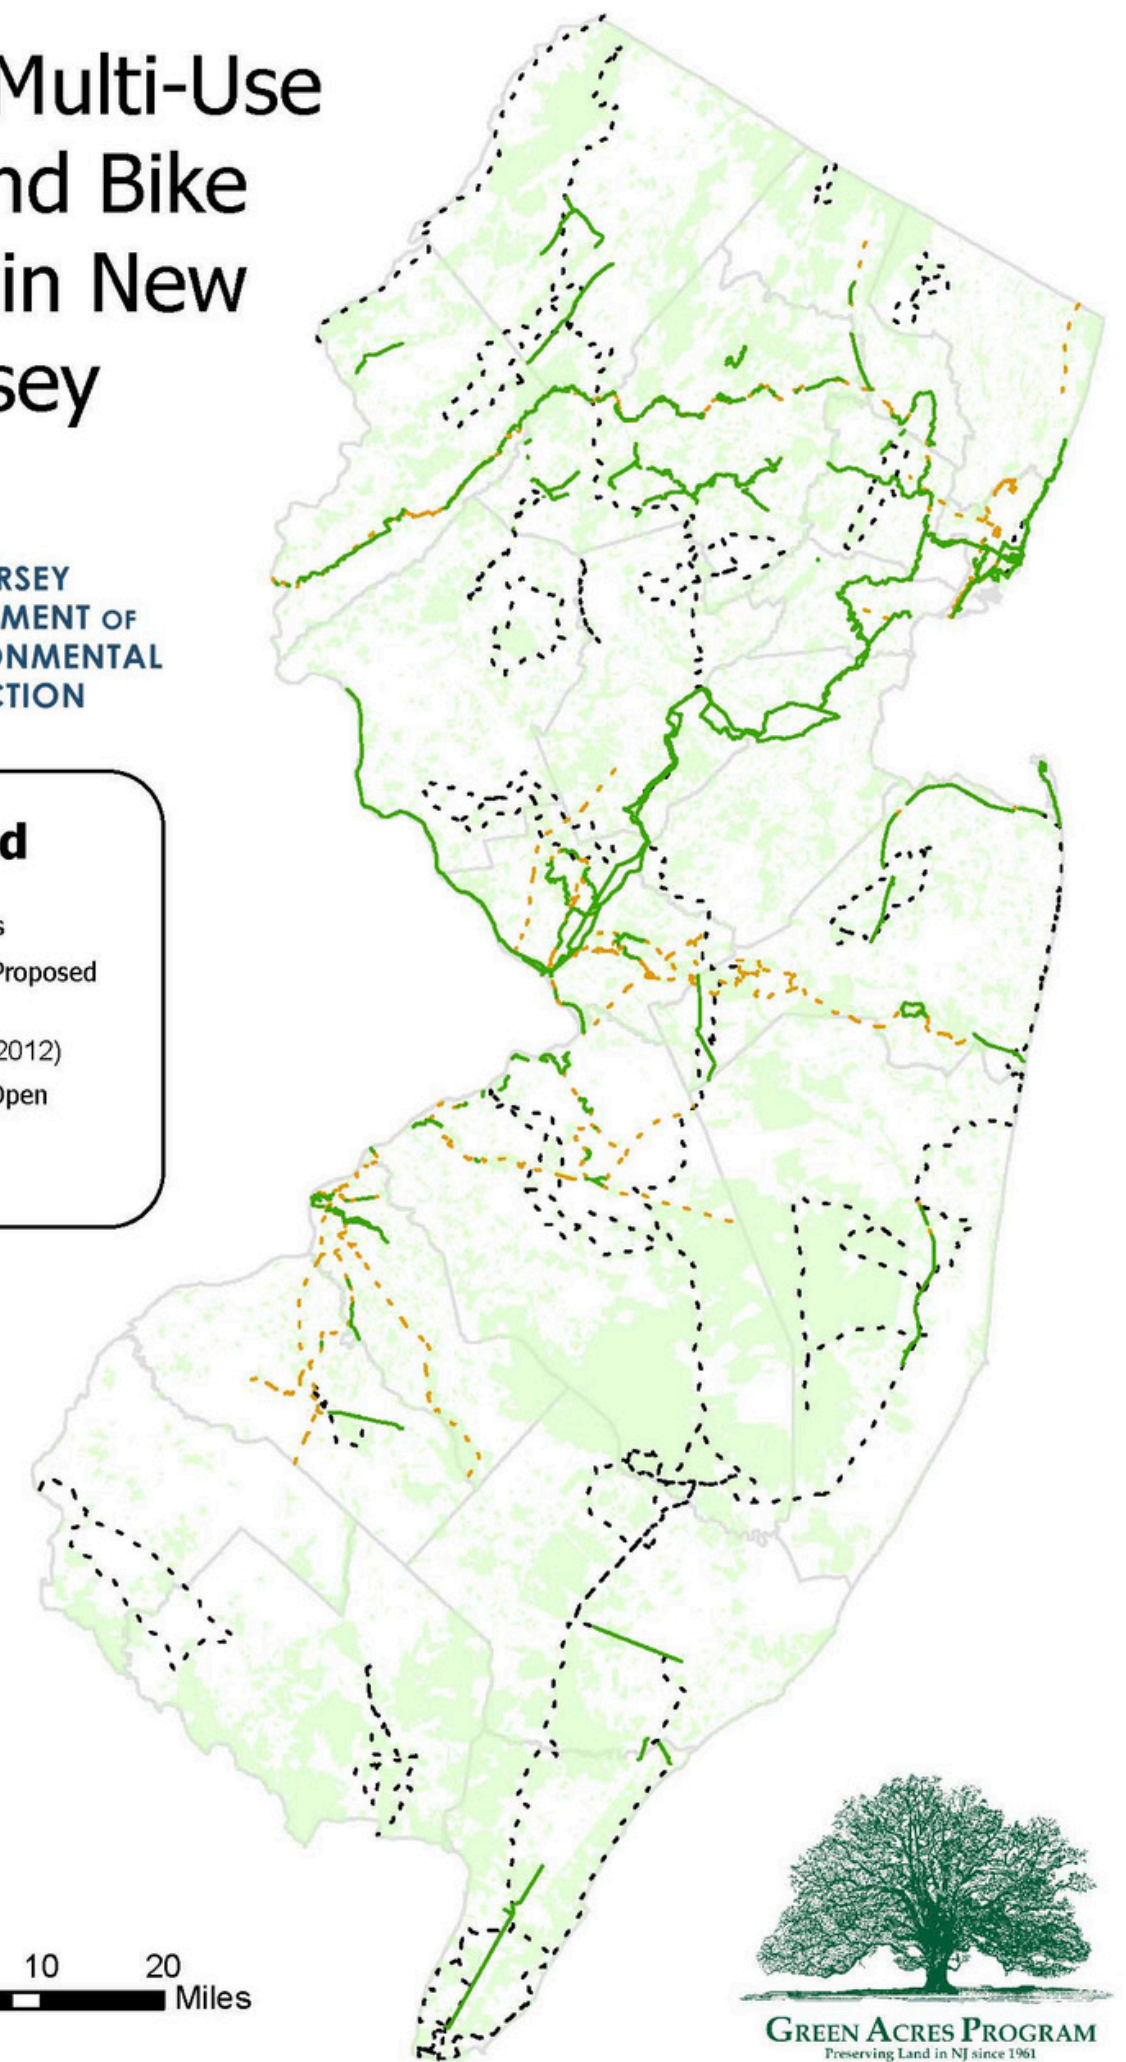 Multi-Use
nd Bike
in New
sey
RSEY
MENT OF
ONMENTAL
CTION
d
s
Proposed
2012)
Open
10 20
Miles
GREEN ACRES PROGRAM
Preserving Land in NJ since 1961